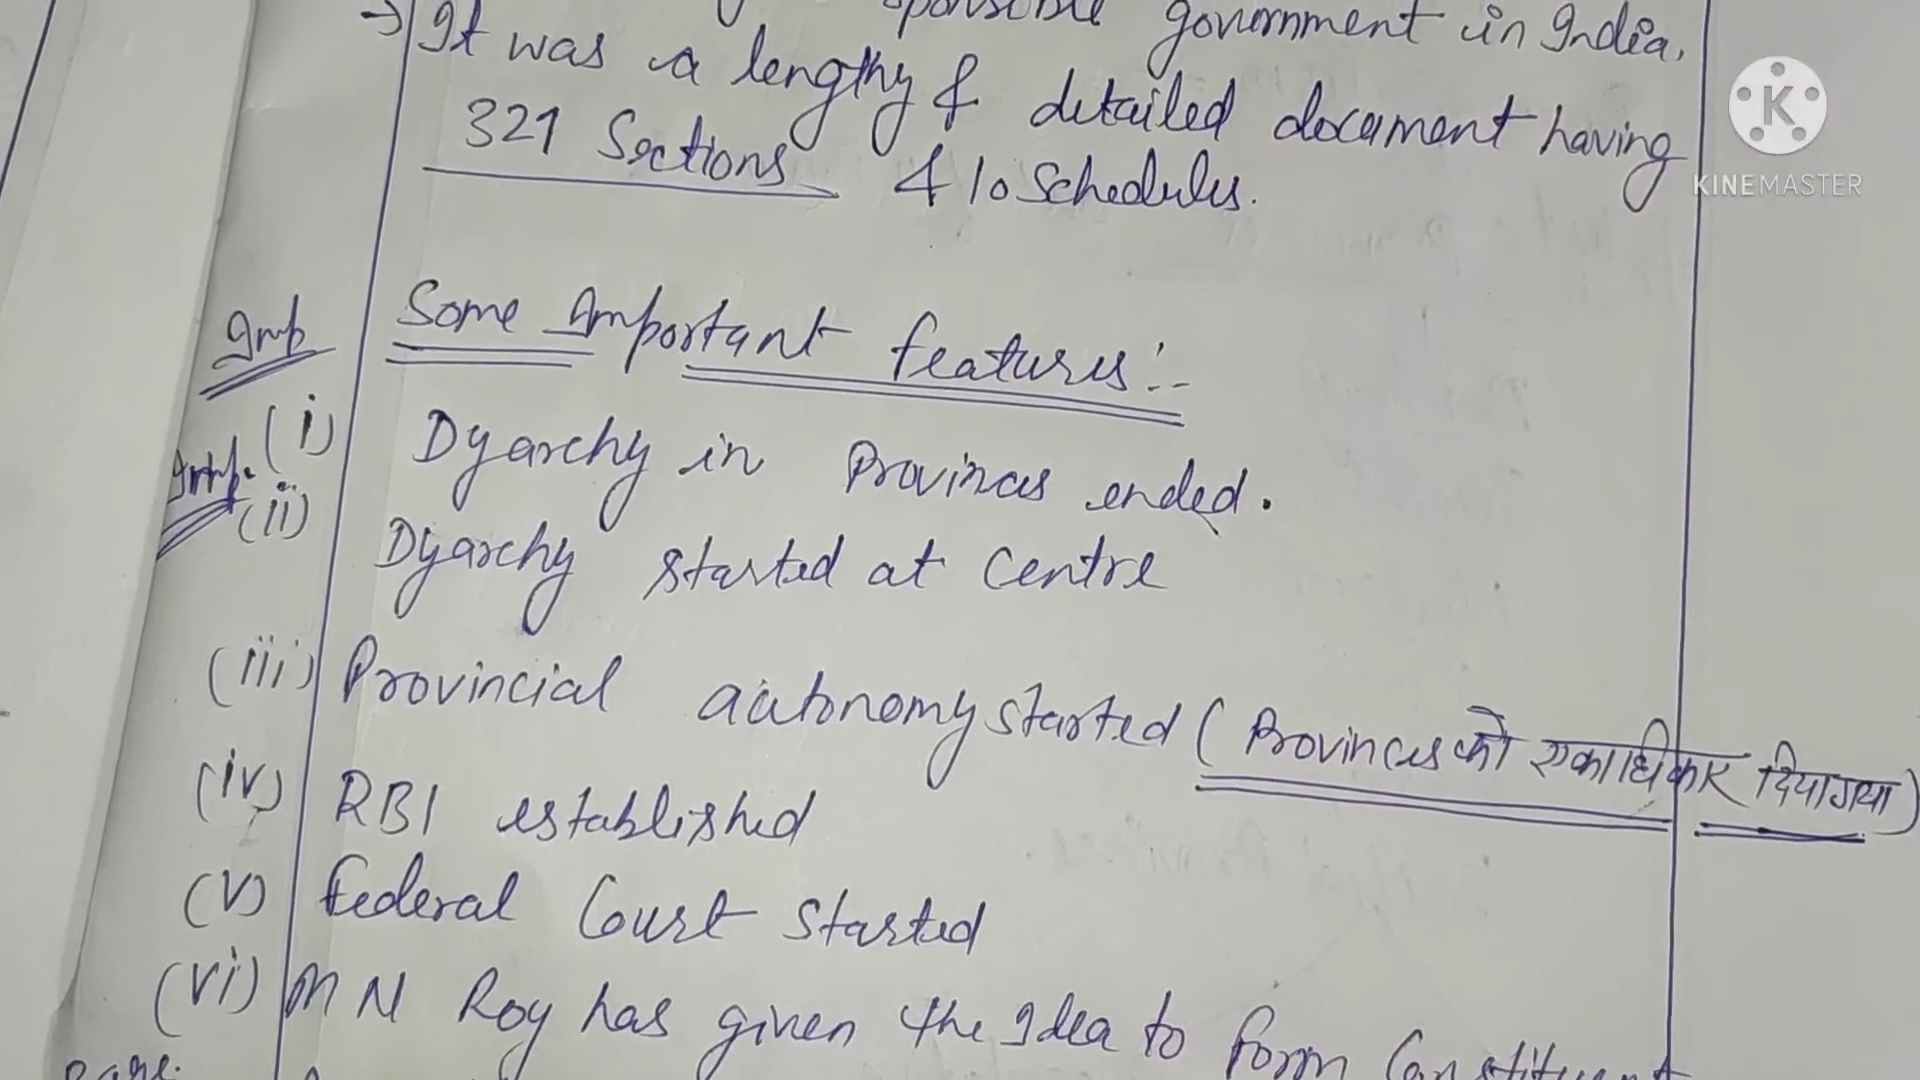 responsible government in India.
→ It was a lengthy & detailed document having
321 Sections & 10 Schedules.
Imp
Some Important features :-
(i) Dyarchy in Provinces ended.
Imp.
(ii) Dyarchy started at Centre
(iii) Provincial autonomy started (Provinces को एकाधिकार दिया गया)
(iv) RBI established
(v) Federal Court started
(vi) M N Roy has given the Idea to form Constituent
KINEMASTER